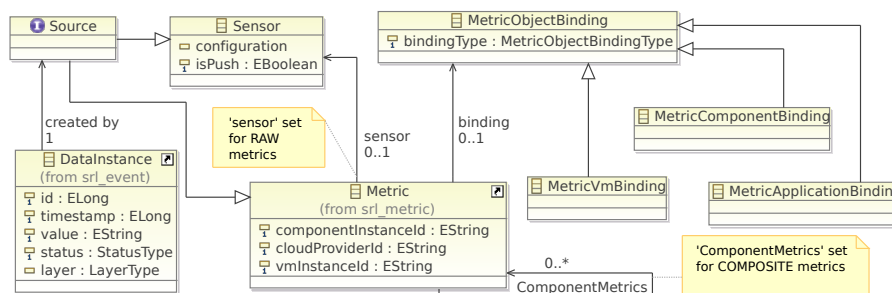 Source
Sensor
configuration
isPush : EBoolean
MetricObjectBinding
bindingType : MetricObjectBindingType
created by
1
'sensor' set
for RAW
metrics
sensor
0..1
binding
0..1
MetricComponentBinding
DataInstance
(from srl_event)
id : ELong
timestamp : ELong
value : EString
status : StatusType
layer : LayerType
Metric
(from srl_metric)
componentInstanceId : EString
cloudProviderId : EString
vmInstanceId : EString
MetricVmBinding
MetricApplicationBinding
0..*
ComponentMetrics
'ComponentMetrics' set
for COMPOSITE metrics